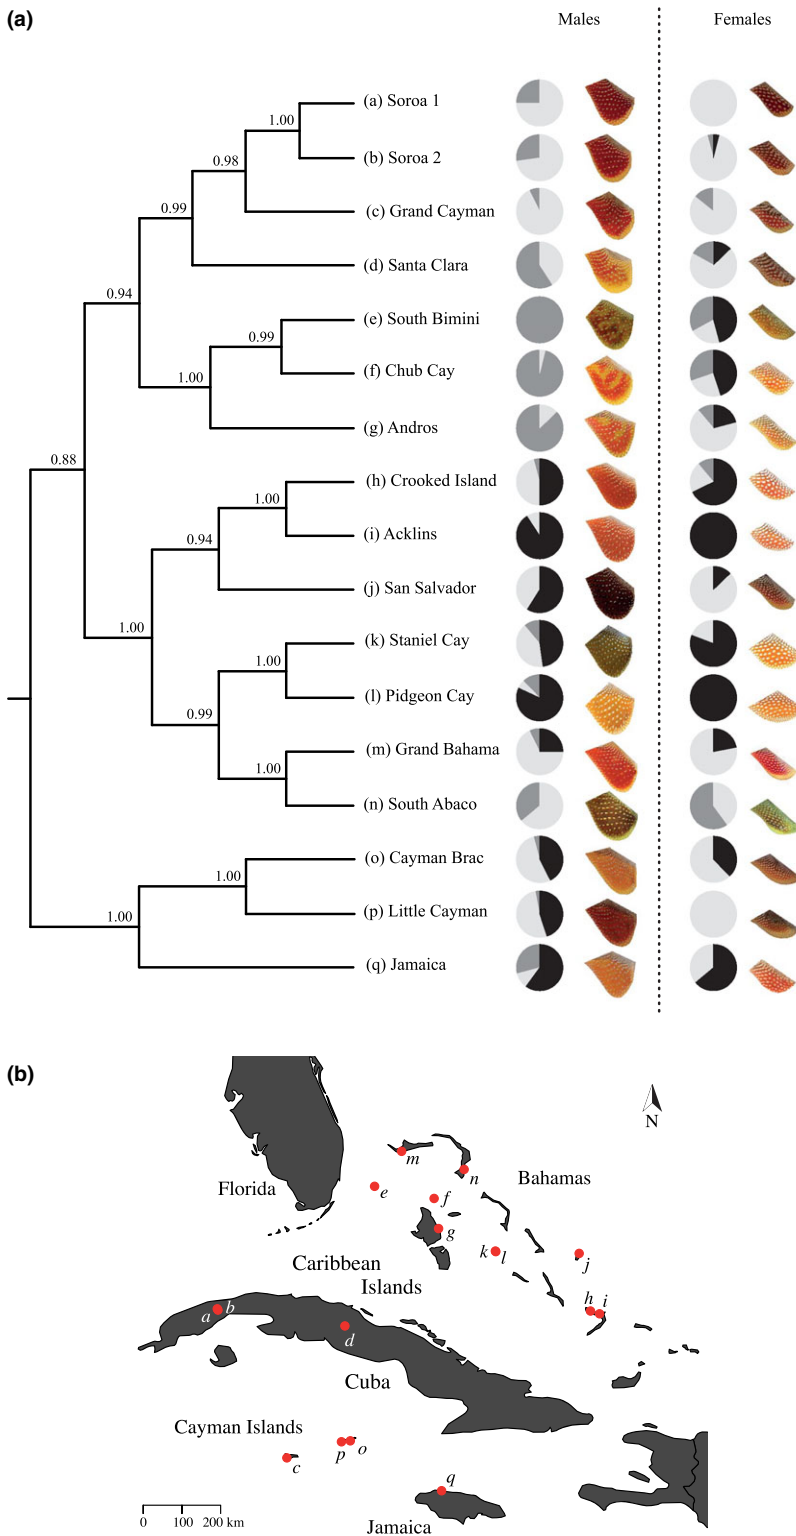 (a)
Males
Females
(a) Soroa 1
1.00
(b) Soroa 2
0.98
(c) Grand Cayman
0.99
(d) Santa Clara
0.94
(e) South Bimini
0.99
(f) Chub Cay
1.00
(g) Andros
0.88
(h) Crooked Island
1.00
(i) Acklins
0.94
(j) San Salvador
1.00
(k) Staniel Cay
1.00
(l) Pidgeon Cay
0.99
(m) Grand Bahama
1.00
(n) South Abaco
(o) Cayman Brac
1.00
(p) Little Cayman
1.00
(q) Jamaica
(b)
N
m
n
Florida
e
f
Bahamas
g
k
l
j
Caribbean
Islands
h i
a b
d
Cuba
Cayman Islands
p o
c
q
0 100 200 km
Jamaica